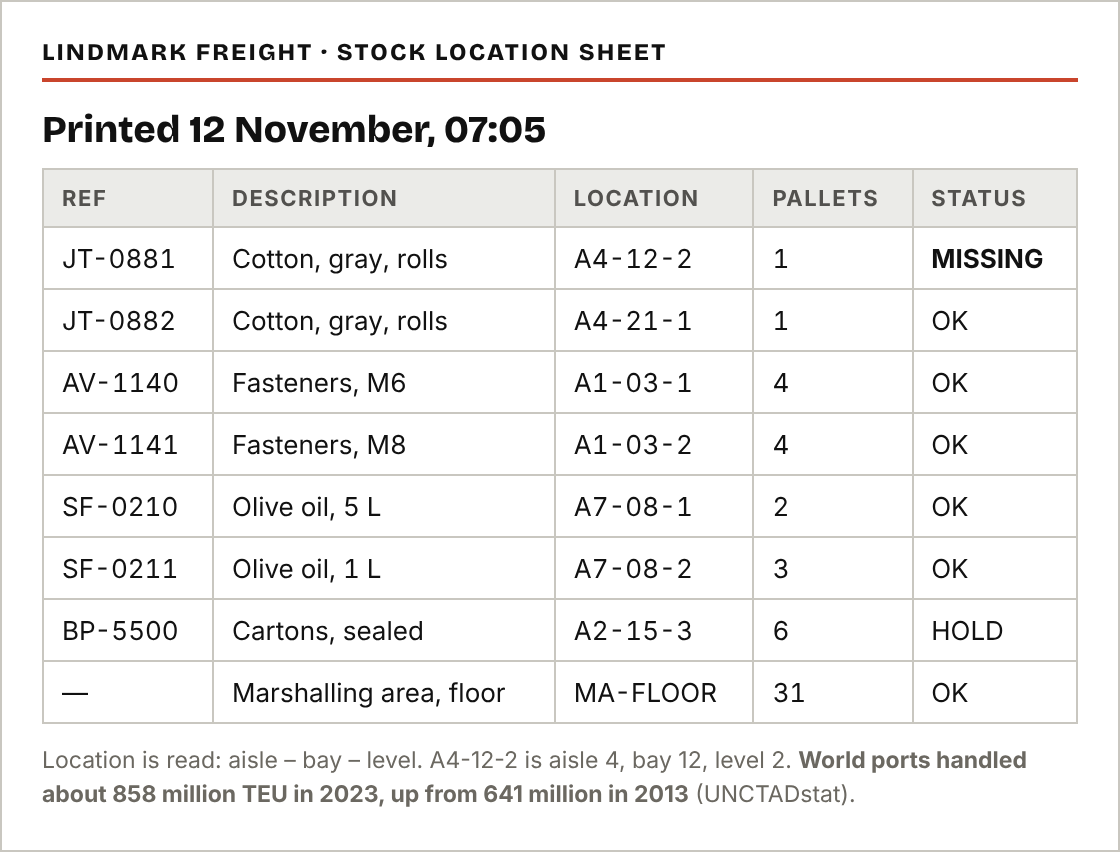 LINDMARK FREIGHT · STOCK LOCATION SHEET
Printed 12 November, 07:05
REF DESCRIPTION LOCATION PALLETS STATUS
JT-0881 Cotton, gray, rolls A4-12-2 1 MISSING
JT-0882 Cotton, gray, rolls A4-21-1 1 OK
AV-1140 Fasteners, M6 A1-03-1 4 OK
AV-1141 Fasteners, M8 A1-03-2 4 OK
SF-0210 Olive oil, 5 L A7-08-1 2 OK
SF-0211 Olive oil, 1 L A7-08-2 3 OK
BP-5500 Cartons, sealed A2-15-3 6 HOLD
— Marshalling area, floor MA-FLOOR 31 OK
Location is read: aisle – bay – level. A4-12-2 is aisle 4, bay 12, level 2. World ports handled
about 858 million TEU in 2023, up from 641 million in 2013 (UNCTADstat).